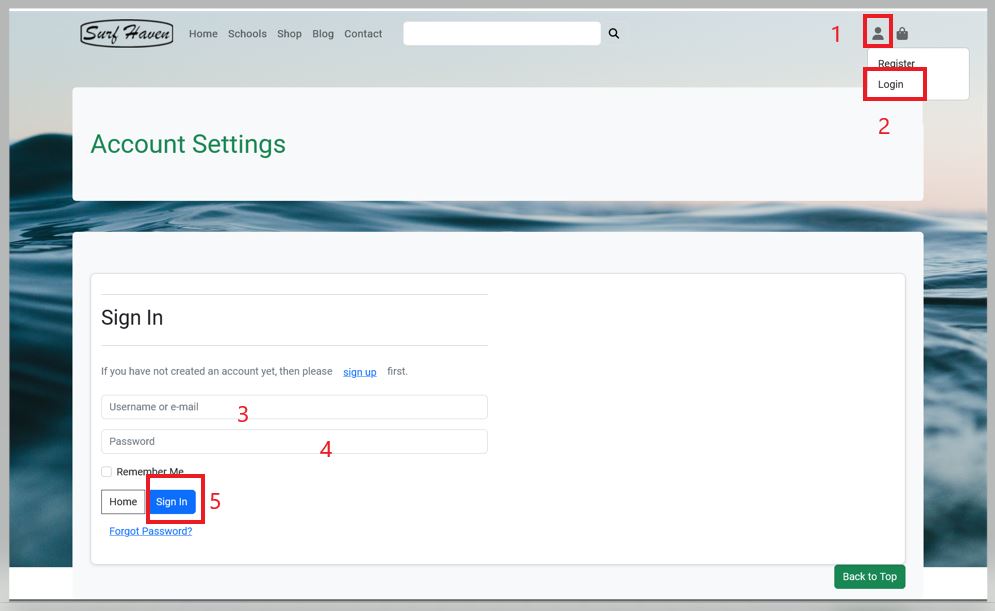 Surf Haven Home Schools Shop Blog Contact 1
Register
Login
2
Account Settings
Sign In
If you have not created an account yet, then please sign up first.
Username or e-mail 3
Password 4
Remember Me
Home Sign In 5
Forgot Password?
Back to Top